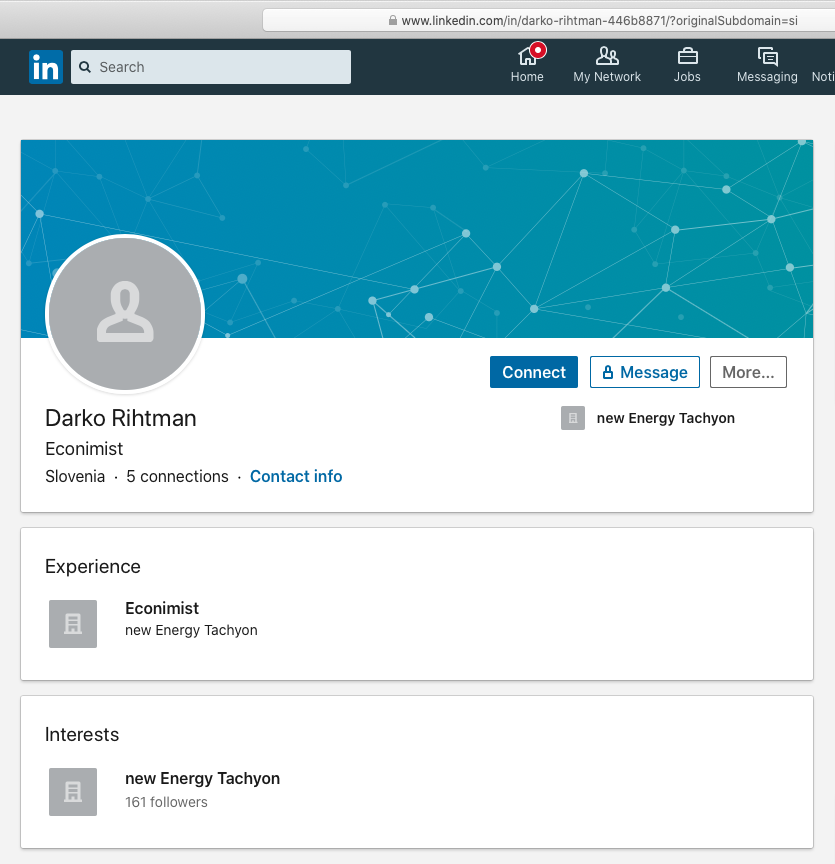 www.linkedin.com/in/darko-rihtman-446b8871/?originalSubdomain=si
in Search Home My Network Jobs Messaging Noti
Connect Message More...
Darko Rihtman
new Energy Tachyon
Econimist
Slovenia · 5 connections · Contact info
Experience
Econimist
new Energy Tachyon
Interests
new Energy Tachyon
161 followers